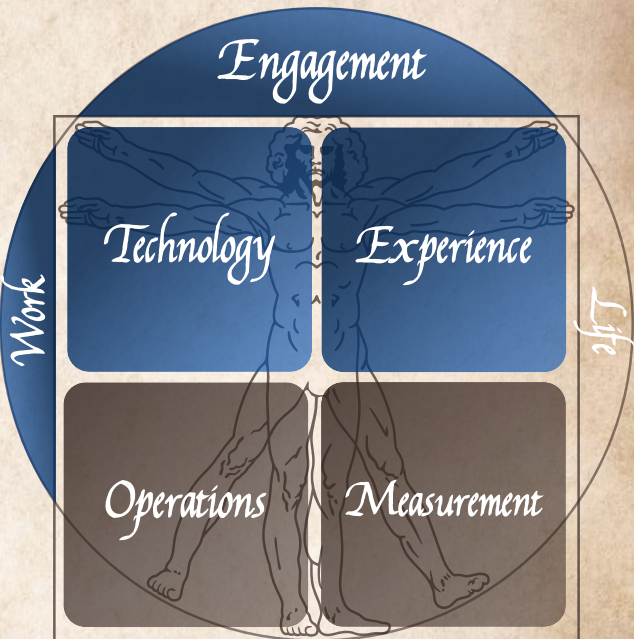 Engagement
Technology
Experience
Work
Life
Operations
Measurement